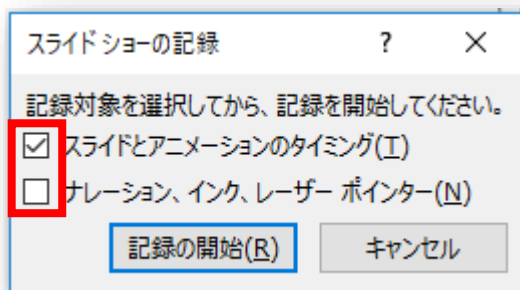 スライド ショーの記録 ? ×
記録対象を選択してから、記録を開始してください。
スライドとアニメーションのタイミング(T)
ナレーション、インク、レーザー ポインター(N)
記録の開始(R) キャンセル